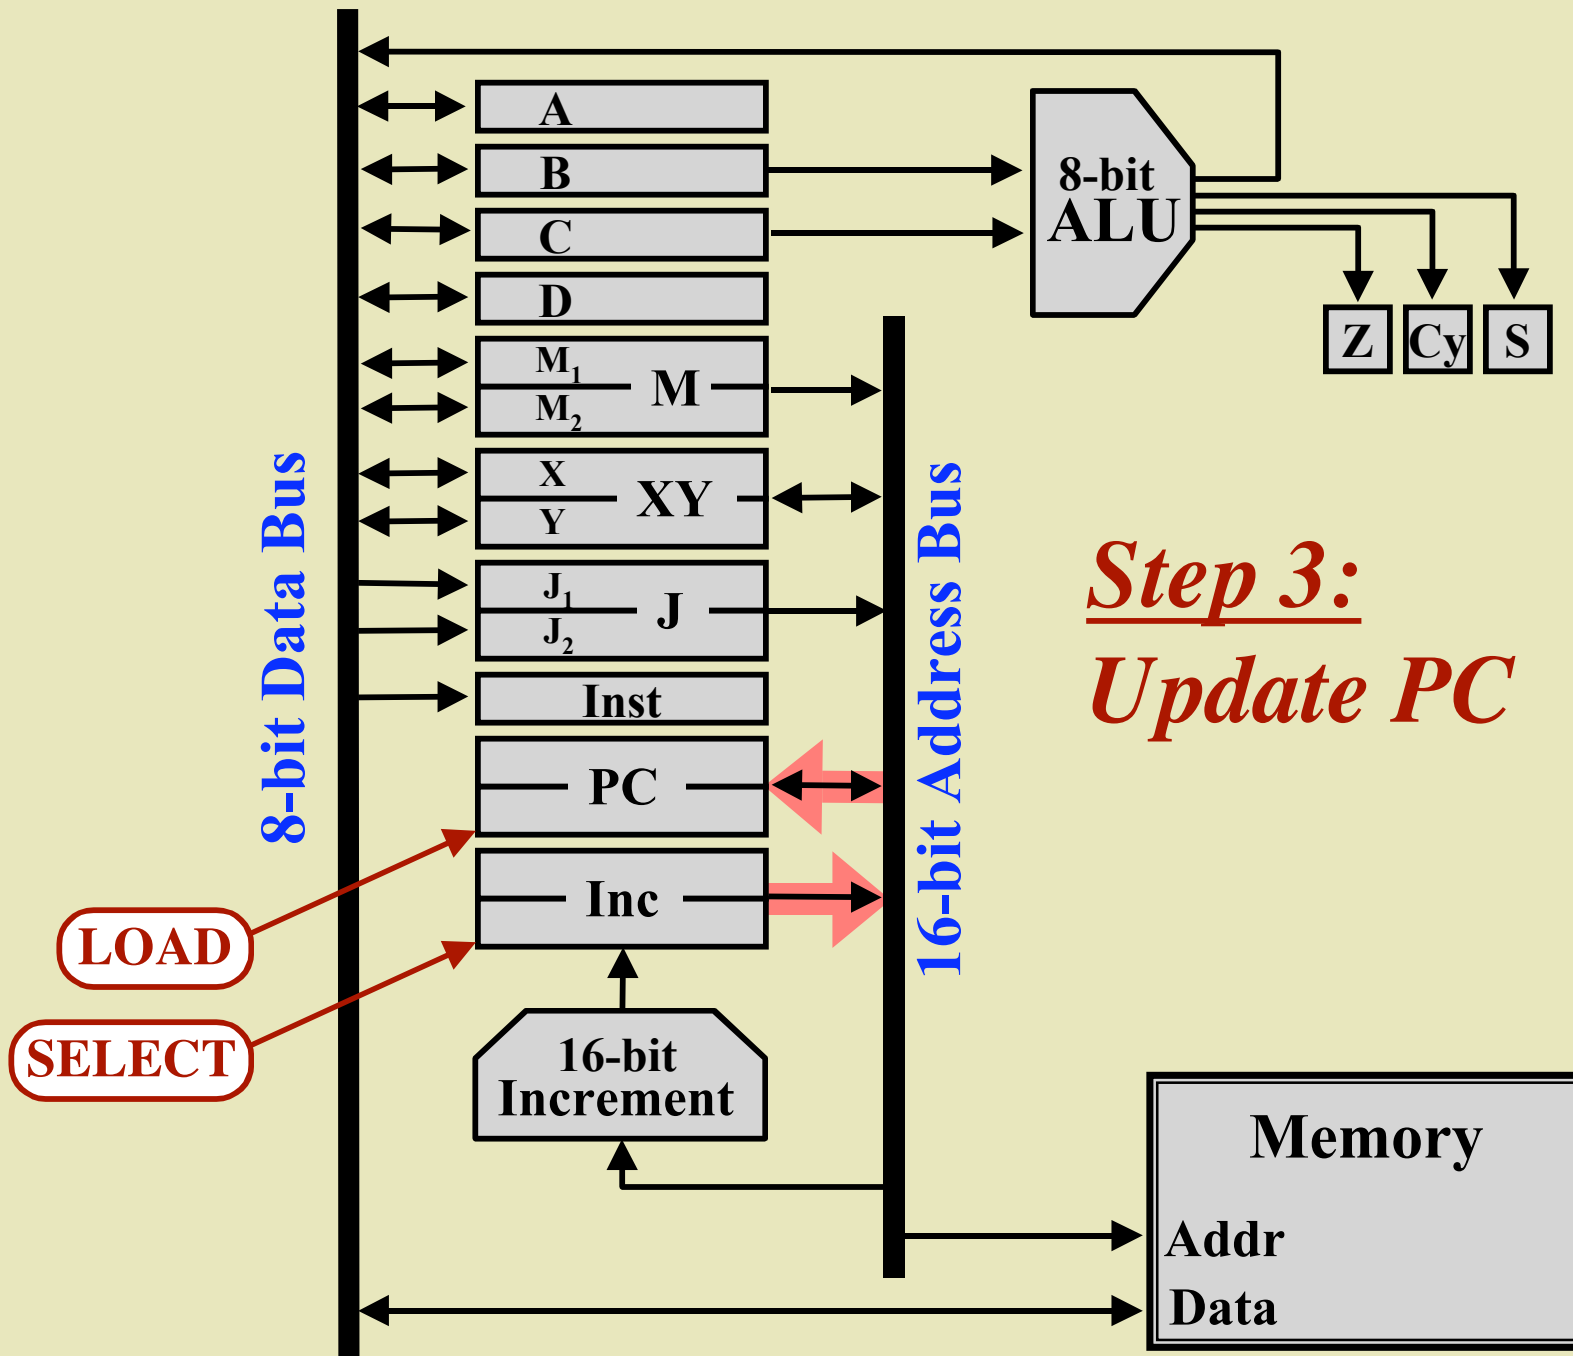 A
B
C
D
M1
M
M2
X
XY
Y
J1
J
J2
Inst
PC
Inc
16-bit
Increment
8-bit
ALU
Z
Cy
S
8-bit Data Bus
16-bit Address Bus
Step 3:
Update PC
LOAD
SELECT
Memory
Addr
Data